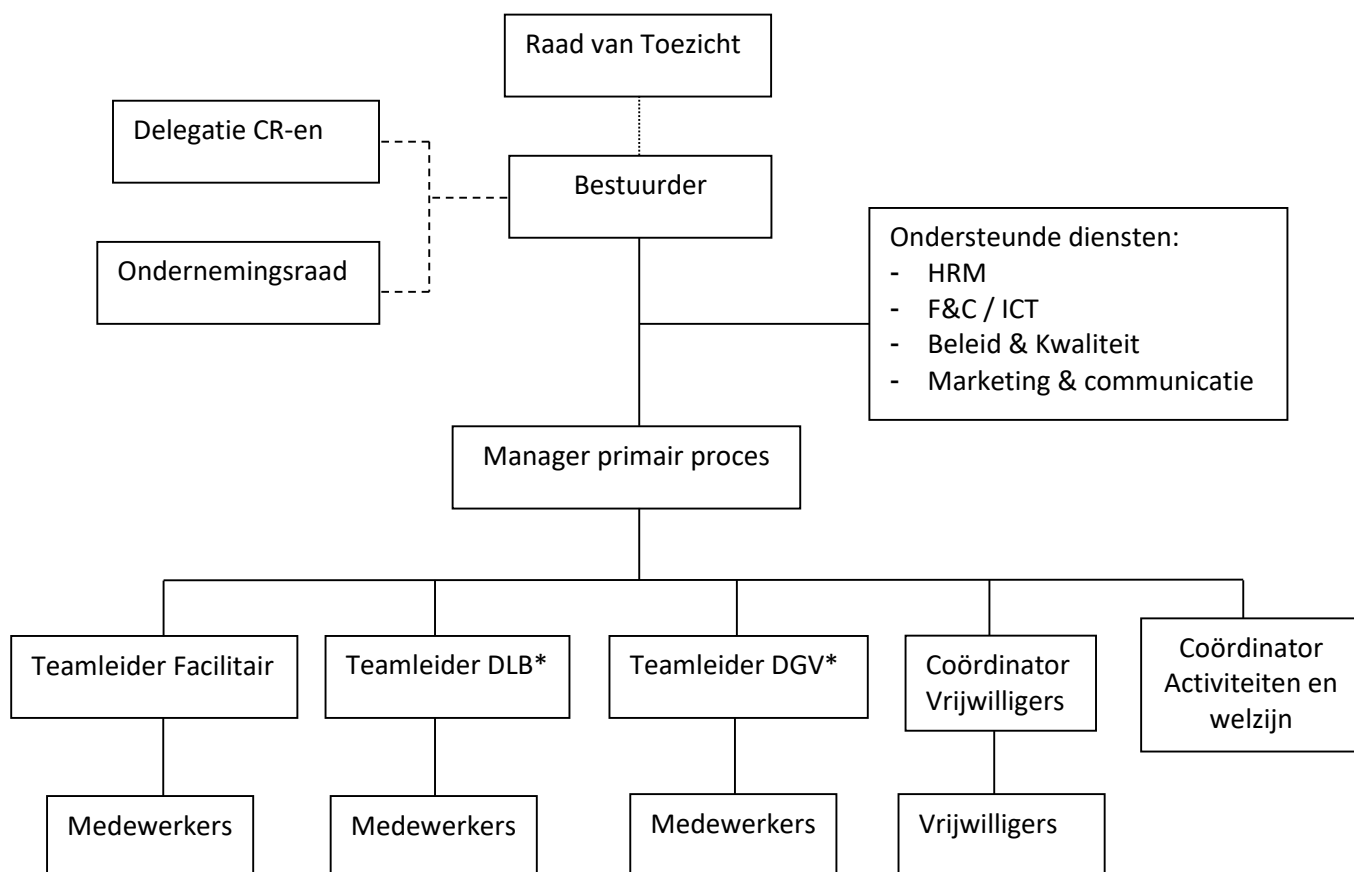 Raad van Toezicht
Delegatie CR-en
Bestuurder
Ondernemingsraad
Ondersteunde diensten:
- HRM
- F&C / ICT
- Beleid & Kwaliteit
- Marketing & communicatie
Manager primair proces
Teamleider Facilitair
Teamleider DLB*
Teamleider DGV*
Coördinator
Vrijwilligers
Coördinator
Activiteiten en
welzijn
Medewerkers
Medewerkers
Medewerkers
Vrijwilligers